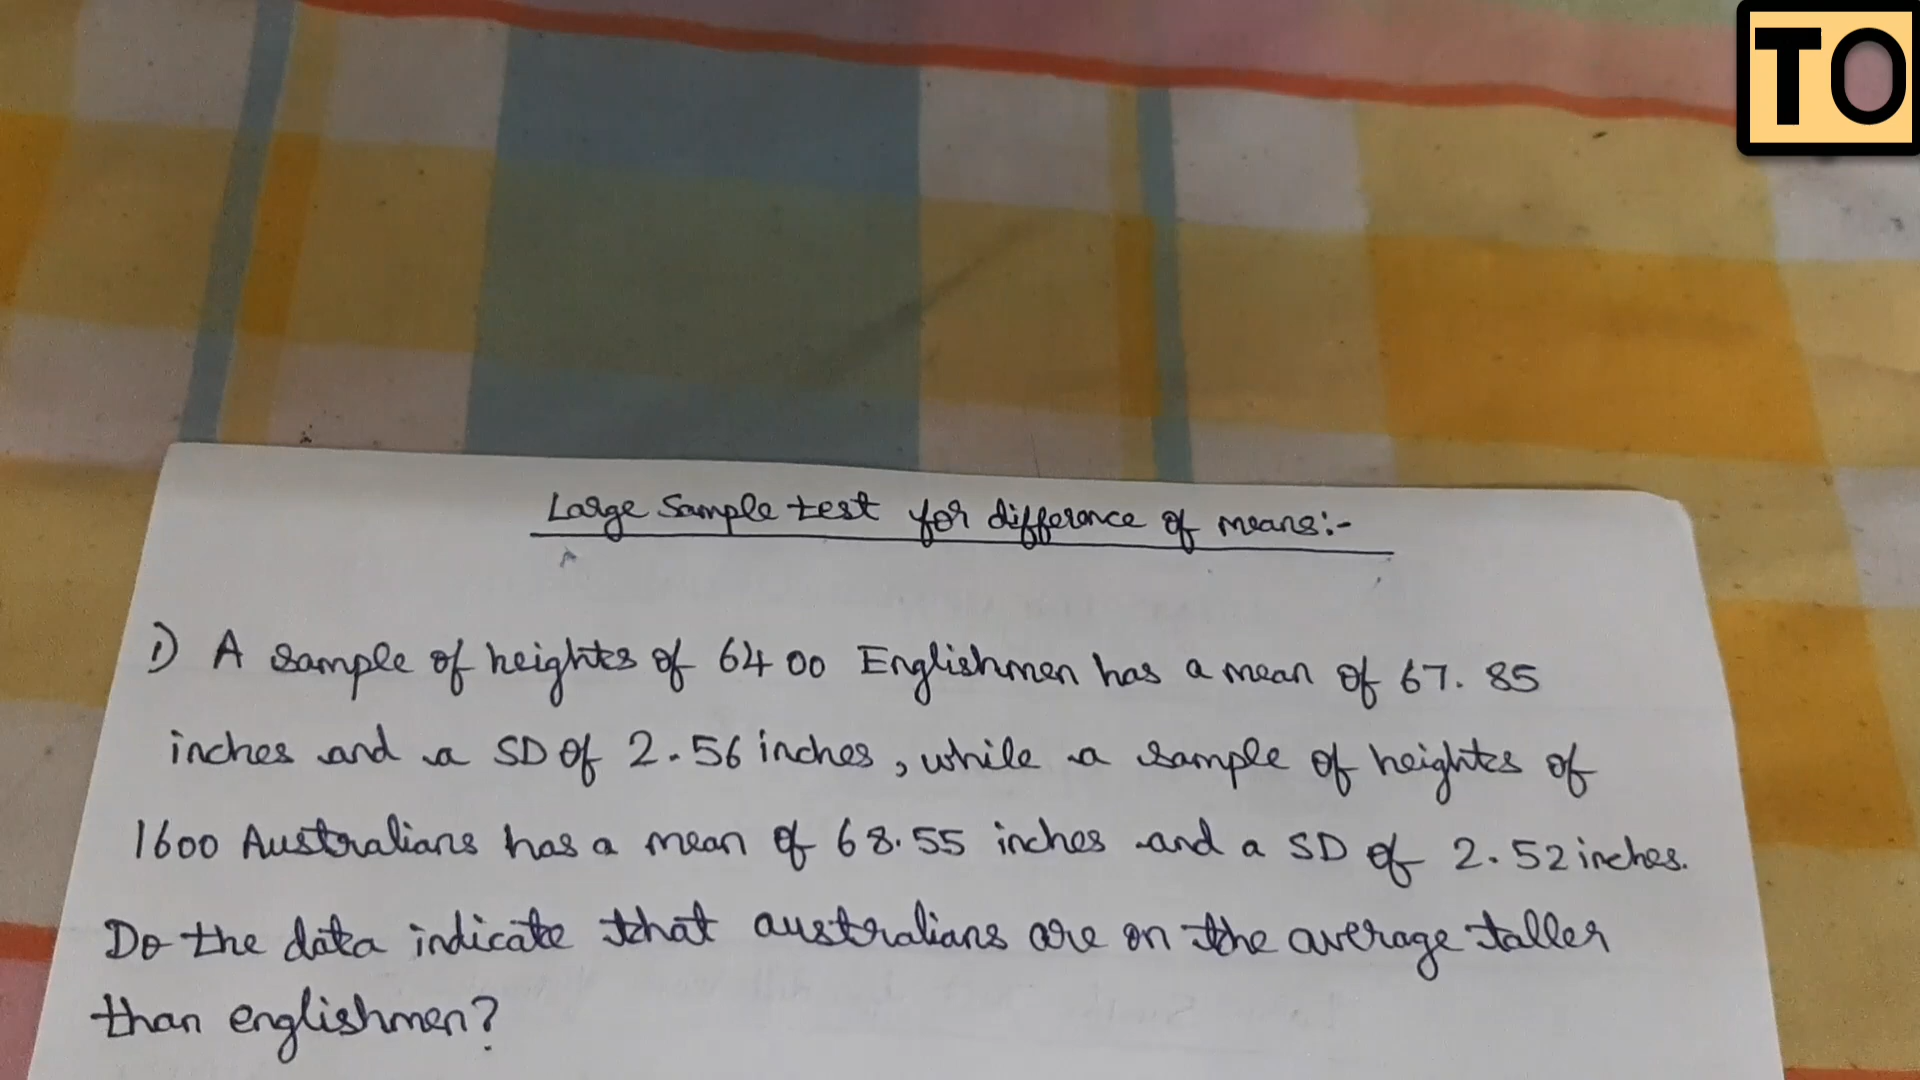 TO
Large Sample test for difference of means:-
1) A sample of heights of 6400 Englishmen has a mean of 67.85
inches and a SD of 2.56 inches, while a sample of heights of
1600 Australians has a mean of 68.55 inches and a SD of 2.52 inches.
Do the data indicate that australians are on the average taller
than englishmen?